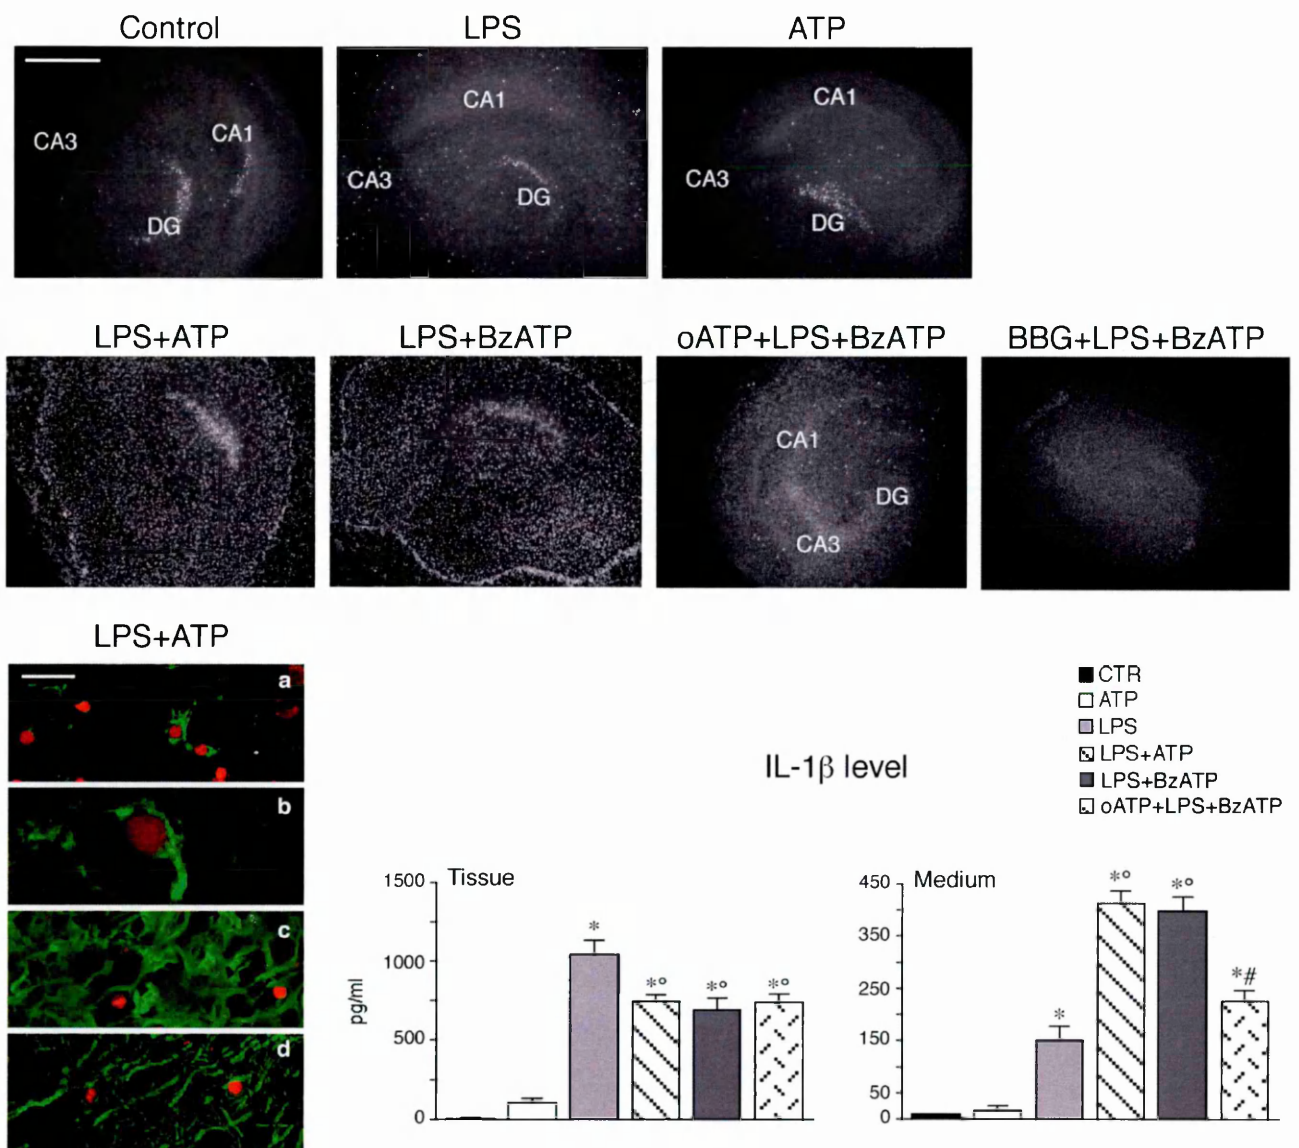 Control LPS ATP
CA3 CA1 DG
CA1 CA3 DG
CA1 CA3 DG
LPS+ATP LPS+BzATP oATP+LPS+BzATP BBG+LPS+BzATP
CA1 DG CA3
LPS+ATP
a
b
c
d
CTR
ATP
LPS
LPS+ATP
LPS+BzATP
oATP+LPS+BzATP
IL-1β level
Tissue
pg/ml
1500
1000
500
0
*
*°
*°
*°
Medium
450
350
250
150
50
0
*
*°
*°
*#